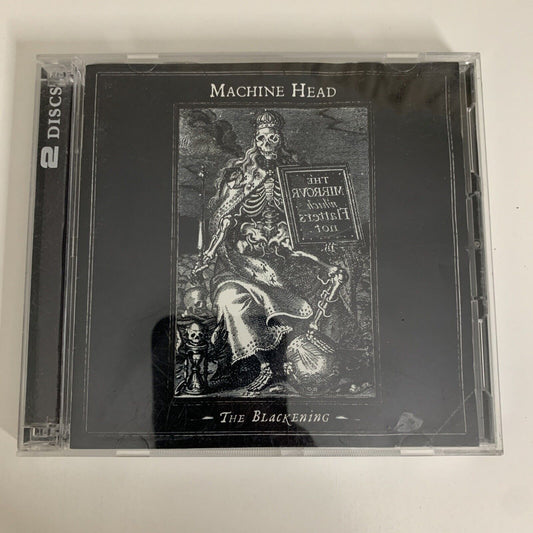 2 DISCS
MACHINE HEAD
THE
MIRROVR
which
Flatters
not
THE BLACKENING